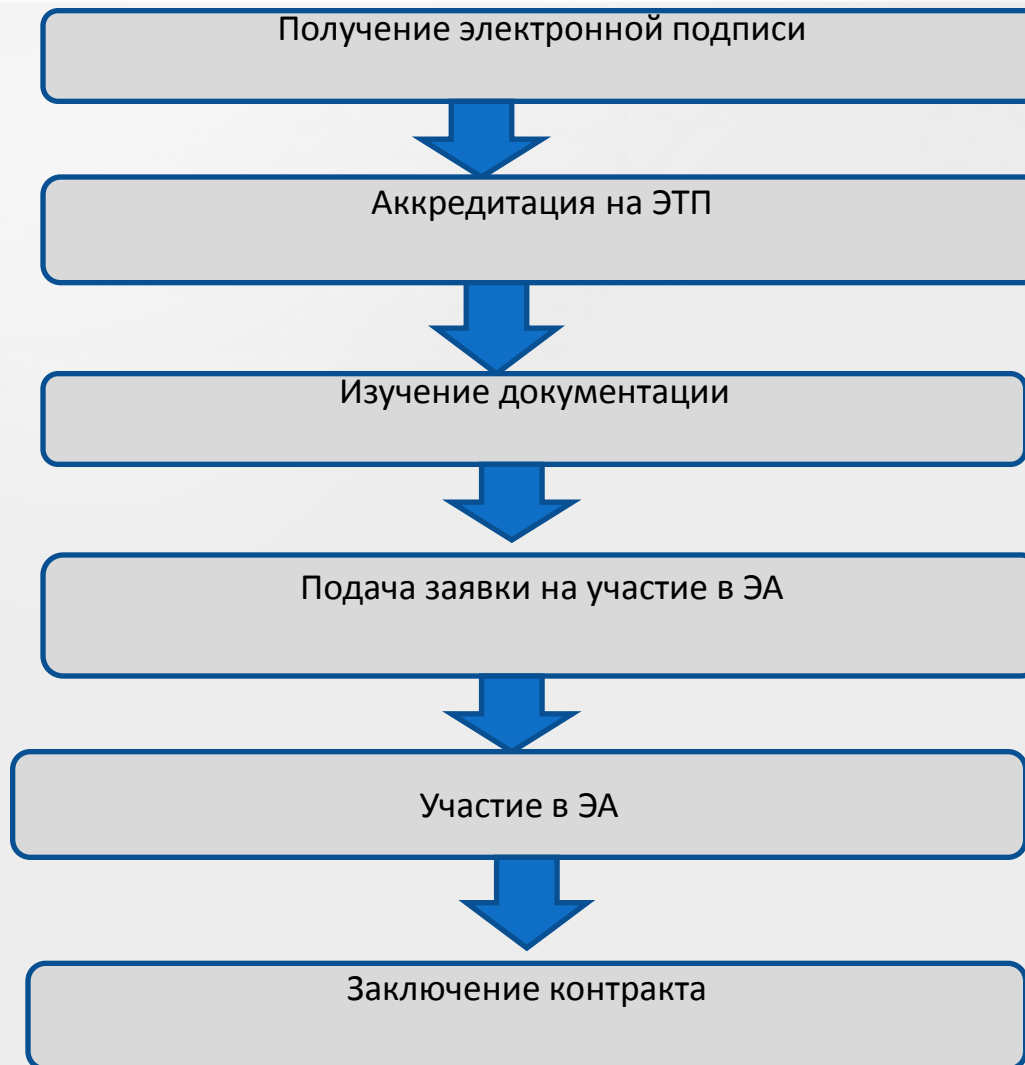 Получение электронной подписи
Аккредитация на ЭТП
Изучение документации
Подача заявки на участие в ЭА
Участие в ЭА
Заключение контракта